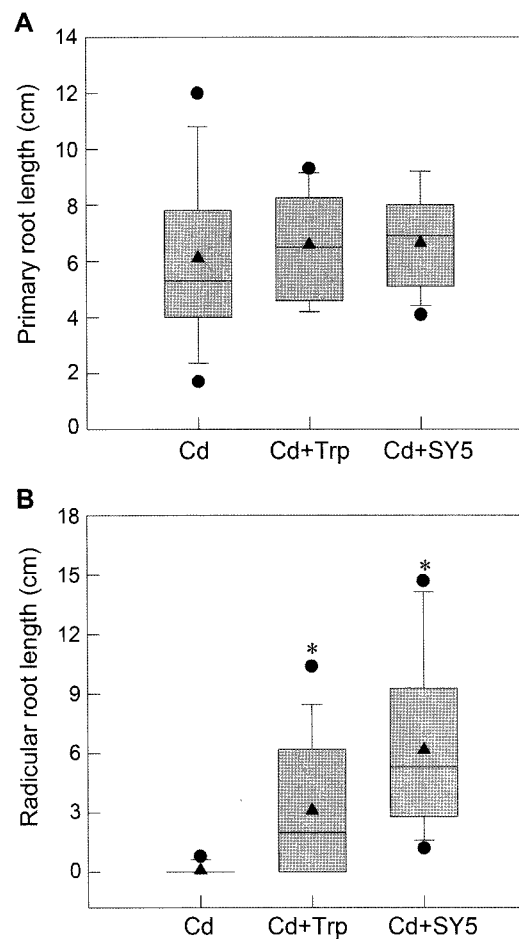 A
Primary root length (cm)
14
12
10
8
6
4
2
0
Cd Cd+Trp Cd+SY5
B
Radicular root length (cm)
18
15
12
9
6
3
0
*
*
Cd Cd+Trp Cd+SY5